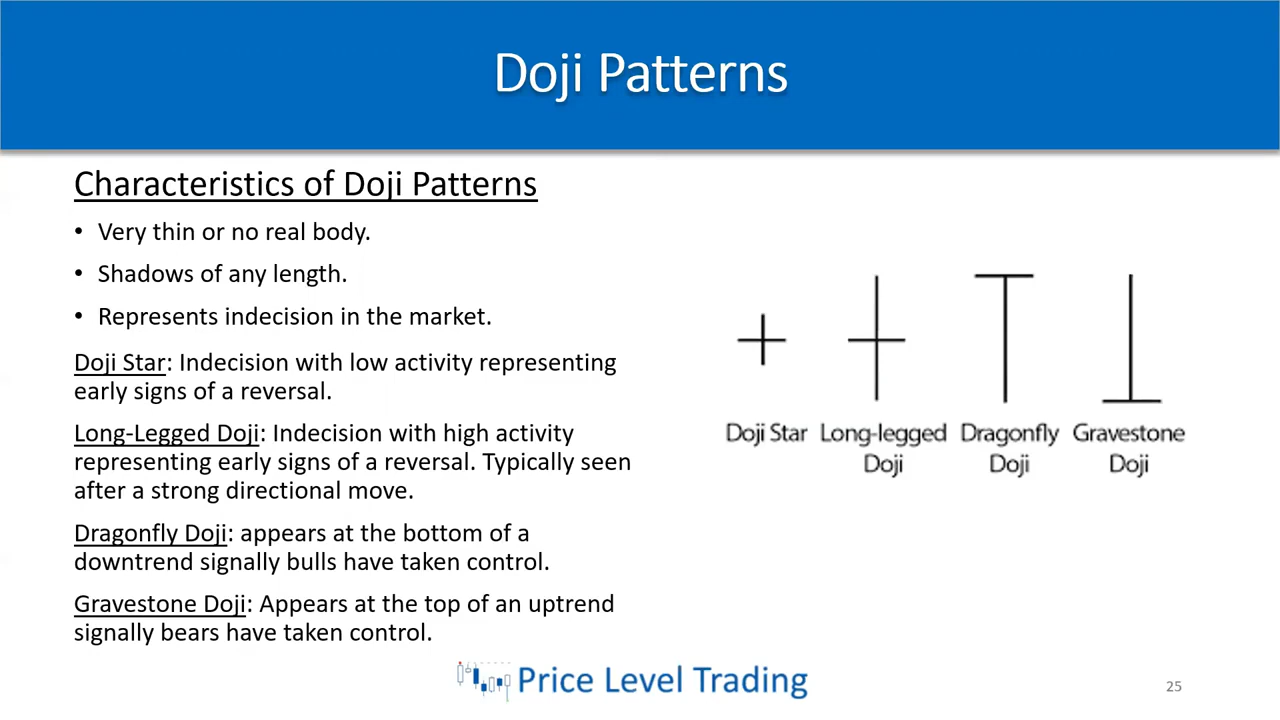 Doji Patterns
Characteristics of Doji Patterns
• Very thin or no real body.
• Shadows of any length.
• Represents indecision in the market.
Doji Star: Indecision with low activity representing
early signs of a reversal.
Long-Legged Doji: Indecision with high activity
representing early signs of a reversal. Typically seen
after a strong directional move.
Dragonfly Doji: appears at the bottom of a
downtrend signally bulls have taken control.
Gravestone Doji: Appears at the top of an uptrend
signally bears have taken control.
Doji Star
Long-legged
Doji
Dragonfly
Doji
Gravestone
Doji
Price Level Trading
25